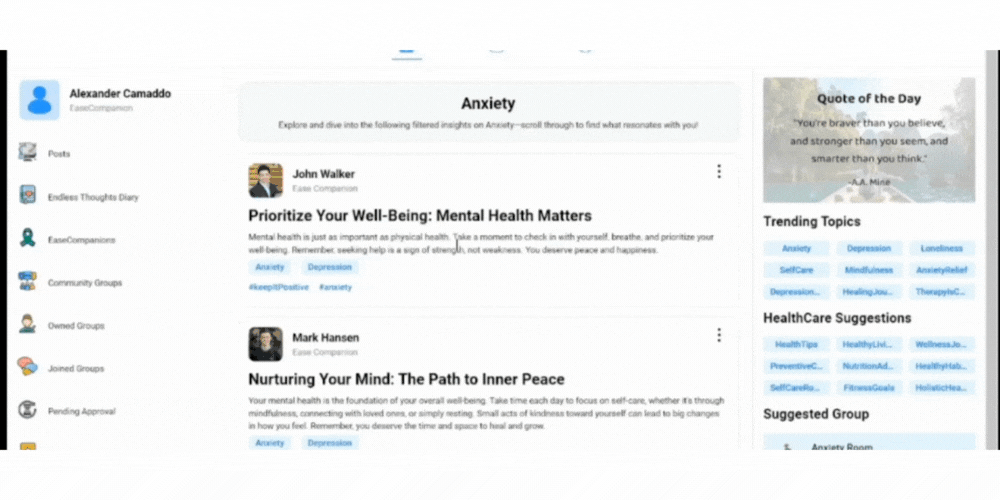 Alexander Camaddo
EaseCompanion
Posts
Endless Thoughts Diary
EaseCompanions
Community Groups
Owned Groups
Joined Groups
Pending Approval
Anxiety
Explore and dive into the following filtered insights on Anxiety—scroll through to find what resonates with you!
John Walker
Ease Companion
Prioritize Your Well-Being: Mental Health Matters
Mental health is just as important as physical health. Take a moment to check in with yourself, breathe, and prioritize your
well-being. Remember, seeking help is a sign of strength, not weakness. You deserve peace and happiness.
Anxiety Depression
#keepItPositive #anxiety
Mark Hansen
Ease Companion
Nurturing Your Mind: The Path to Inner Peace
Your mental health is the foundation of your overall well-being. Take time each day to focus on self-care, whether it's through
mindfulness, connecting with loved ones, or simply resting. Small acts of kindness toward yourself can lead to big changes
in how you feel. Remember, you deserve the time and space to heal and grow.
Anxiety Depression
Quote of the Day
"You're braver than you believe,
and stronger than you seem, and
smarter than you think."
-A.A. Mine
Trending Topics
Anxiety Depression Loneliness
SelfCare Mindfulness AnxietyRelief
Depression... HealingJou... TherapyIsC...
HealthCare Suggestions
HealthTips HealthyLivi... WellnessJo...
PreventiveC... NutritionAd... HealthyHab...
SelfCareRo... FitnessGoals HolisticHea...
Suggested Group
Anxiety Room